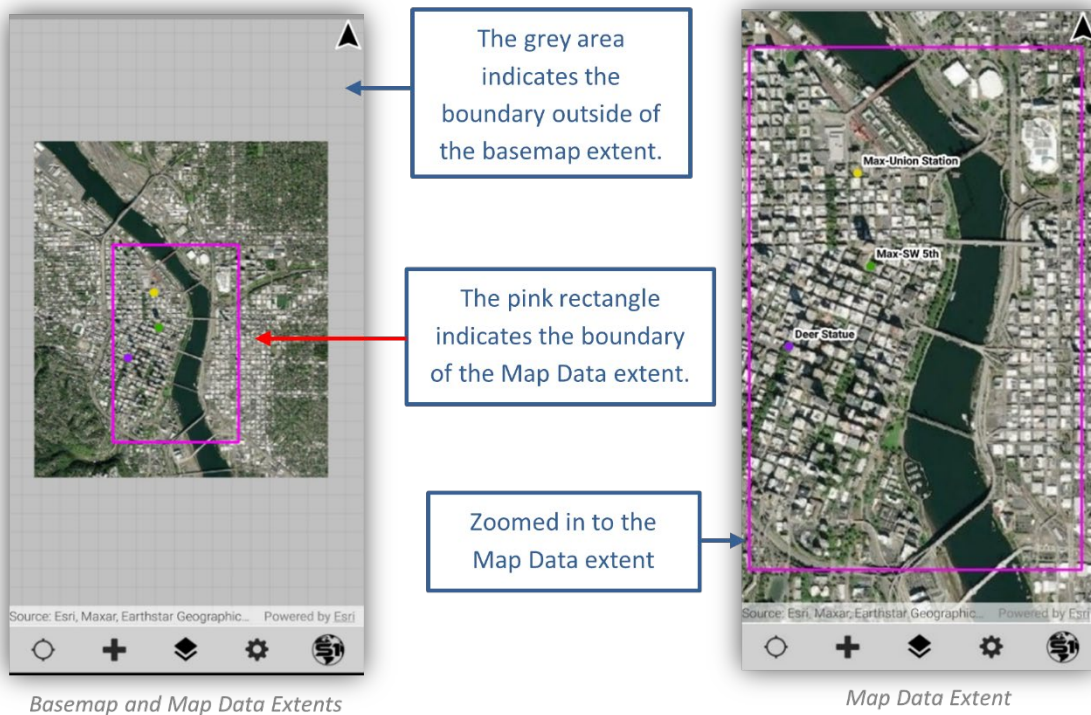 The grey area
indicates the
boundary outside of
the basemap extent.
The pink rectangle
indicates the boundary
of the Map Data extent.
Zoomed in to the
Map Data extent
Source: Esri, Maxar, Earthstar Geographic... Powered by Esri
Basemap and Map Data Extents
Max-Union Station
Max-SW 5th
Deer Statue
Source: Esri, Maxar, Earthstar Geographic... Powered by Esri
Map Data Extent